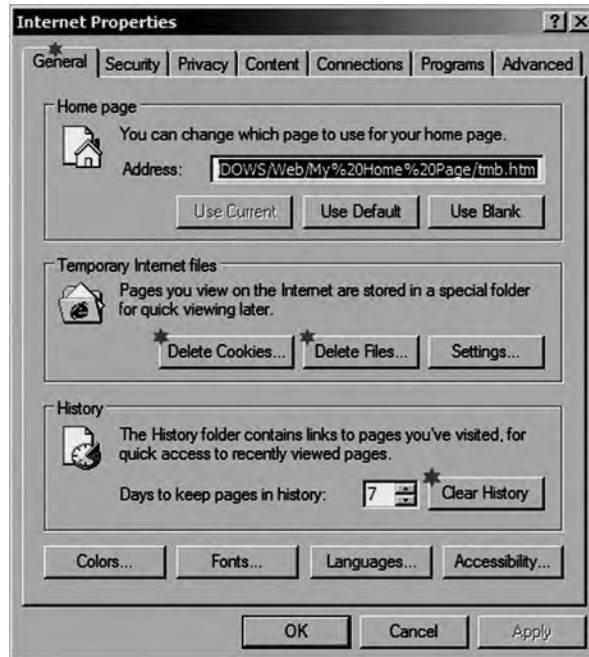 Internet Properties
General Security Privacy Content Connections Programs Advanced
Home page
You can change which page to use for your home page.
Address: DOWS/Web/My%20Home%20Page/tmb.htm
Use Current Use Default Use Blank
Temporary Internet files
Pages you view on the Internet are stored in a special folder
for quick viewing later.
Delete Cookies... Delete Files... Settings...
History
The History folder contains links to pages you've visited, for
quick access to recently viewed pages.
Days to keep pages in history: 7 Clear History
Colors... Fonts... Languages... Accessibility...
OK Cancel Apply